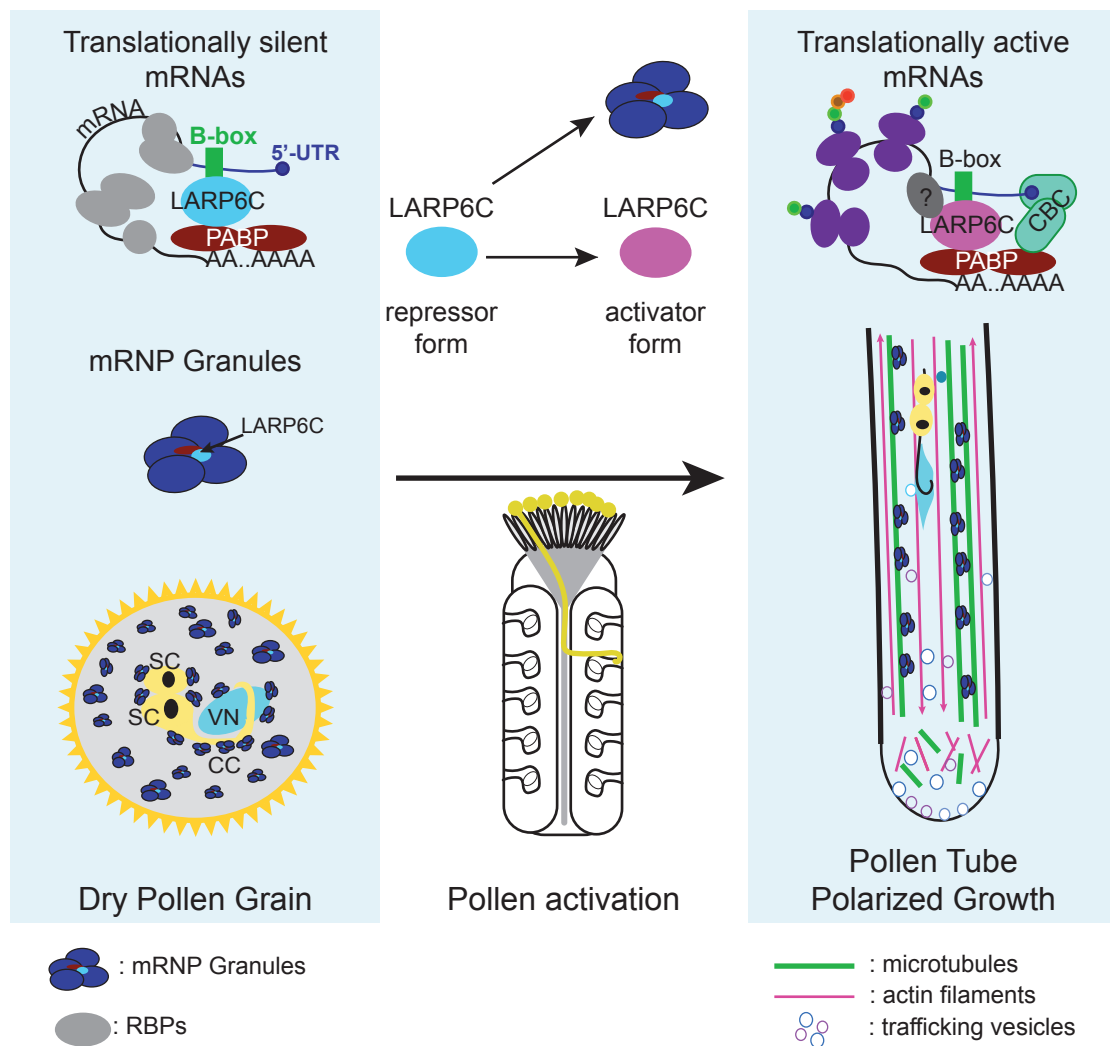 Translationally silent
mRNAs
mRNA
B-box
5'-UTR
LARP6C
PABP
AA..AAAA
mRNP Granules
LARP6C
SC
SC
VN
CC
Dry Pollen Grain
LARP6C
LARP6C
repressor
form
activator
form
Pollen activation
Translationally active
mRNAs
B-box
?
LARP6C
CBC
PABP
AA..AAAA
Pollen Tube
Polarized Growth
: mRNP Granules
: RBPs
: microtubules
: actin filaments
: trafficking vesicles